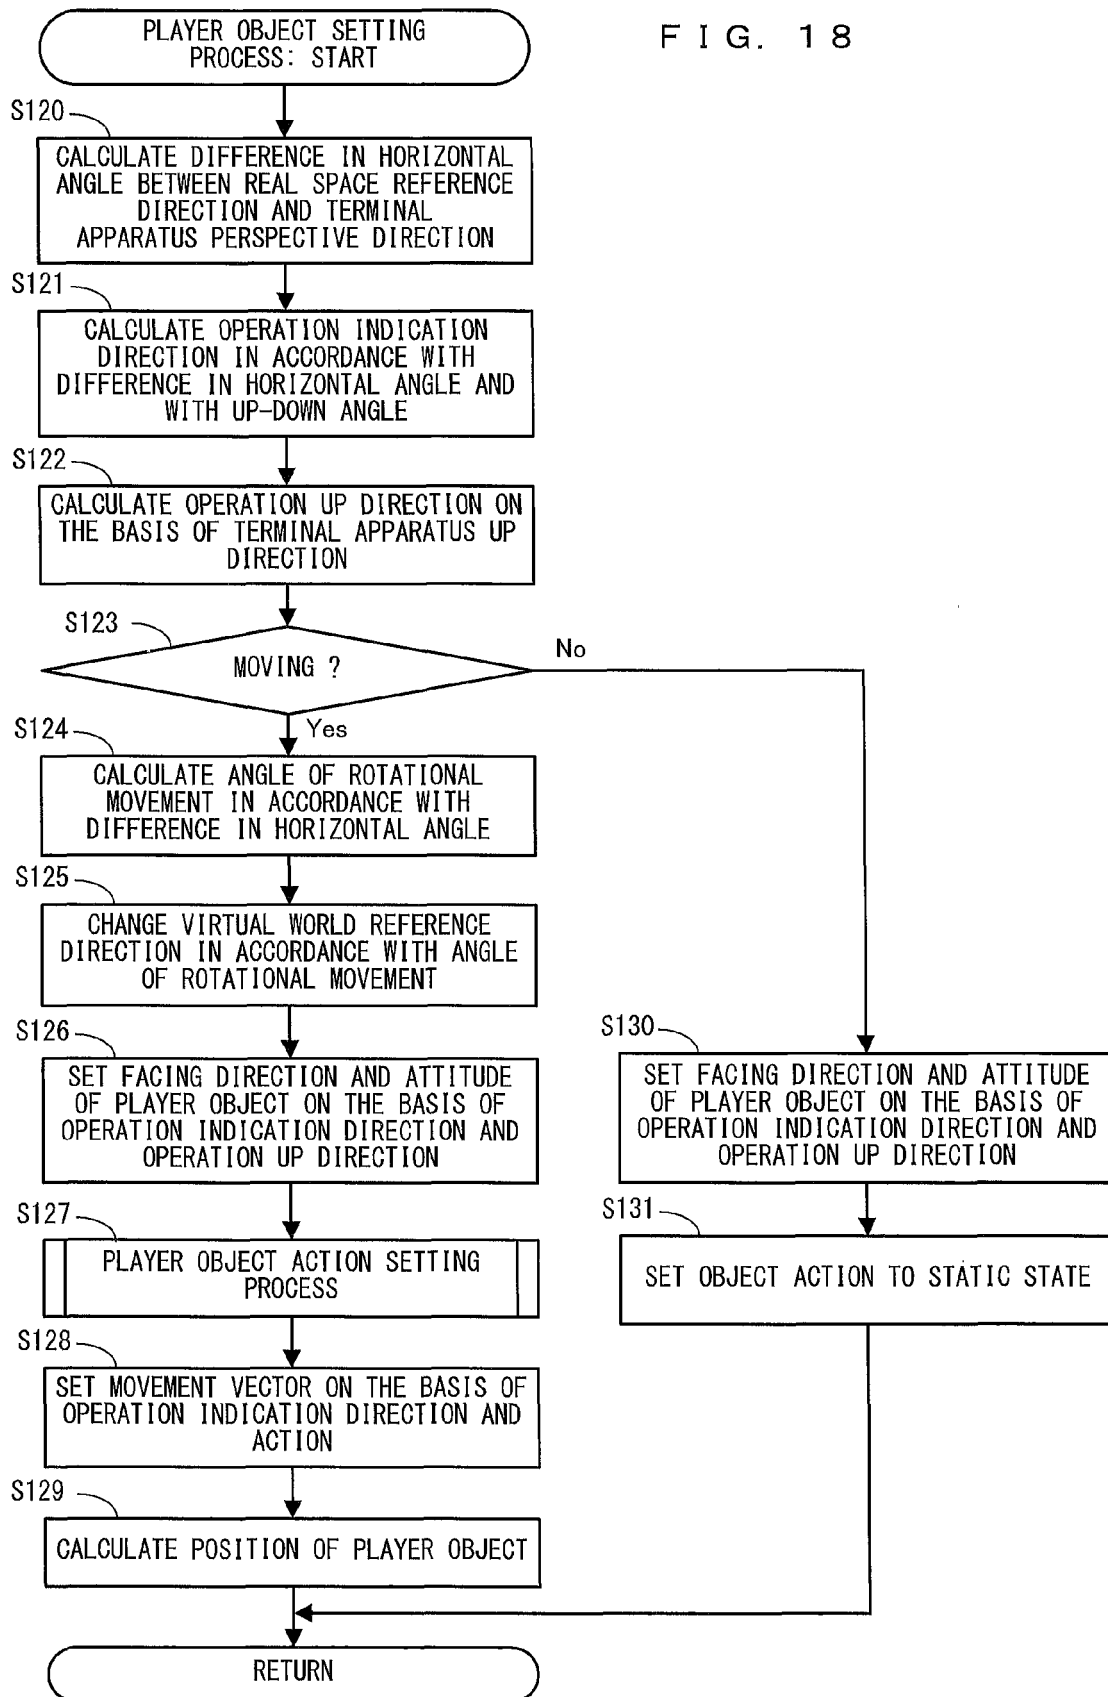 FIG. 18
PLAYER OBJECT SETTING
PROCESS: START
S120
CALCULATE DIFFERENCE IN HORIZONTAL
ANGLE BETWEEN REAL SPACE REFERENCE
DIRECTION AND TERMINAL
APPARATUS PERSPECTIVE DIRECTION
S121
CALCULATE OPERATION INDICATION
DIRECTION IN ACCORDANCE WITH
DIFFERENCE IN HORIZONTAL ANGLE AND
WITH UP-DOWN ANGLE
S122
CALCULATE OPERATION UP DIRECTION ON
THE BASIS OF TERMINAL APPARATUS UP
DIRECTION
S123
MOVING ?
No
Yes
S124
CALCULATE ANGLE OF ROTATIONAL
MOVEMENT IN ACCORDANCE WITH
DIFFERENCE IN HORIZONTAL ANGLE
S125
CHANGE VIRTUAL WORLD REFERENCE
DIRECTION IN ACCORDANCE WITH ANGLE
OF ROTATIONAL MOVEMENT
S126
SET FACING DIRECTION AND ATTITUDE
OF PLAYER OBJECT ON THE BASIS OF
OPERATION INDICATION DIRECTION AND
OPERATION UP DIRECTION
S127
PLAYER OBJECT ACTION SETTING
PROCESS
S128
SET MOVEMENT VECTOR ON THE BASIS OF
OPERATION INDICATION DIRECTION AND
ACTION
S129
CALCULATE POSITION OF PLAYER OBJECT
S130
SET FACING DIRECTION AND ATTITUDE
OF PLAYER OBJECT ON THE BASIS OF
OPERATION INDICATION DIRECTION AND
OPERATION UP DIRECTION
S131
SET OBJECT ACTION TO STATIC STATE
RETURN